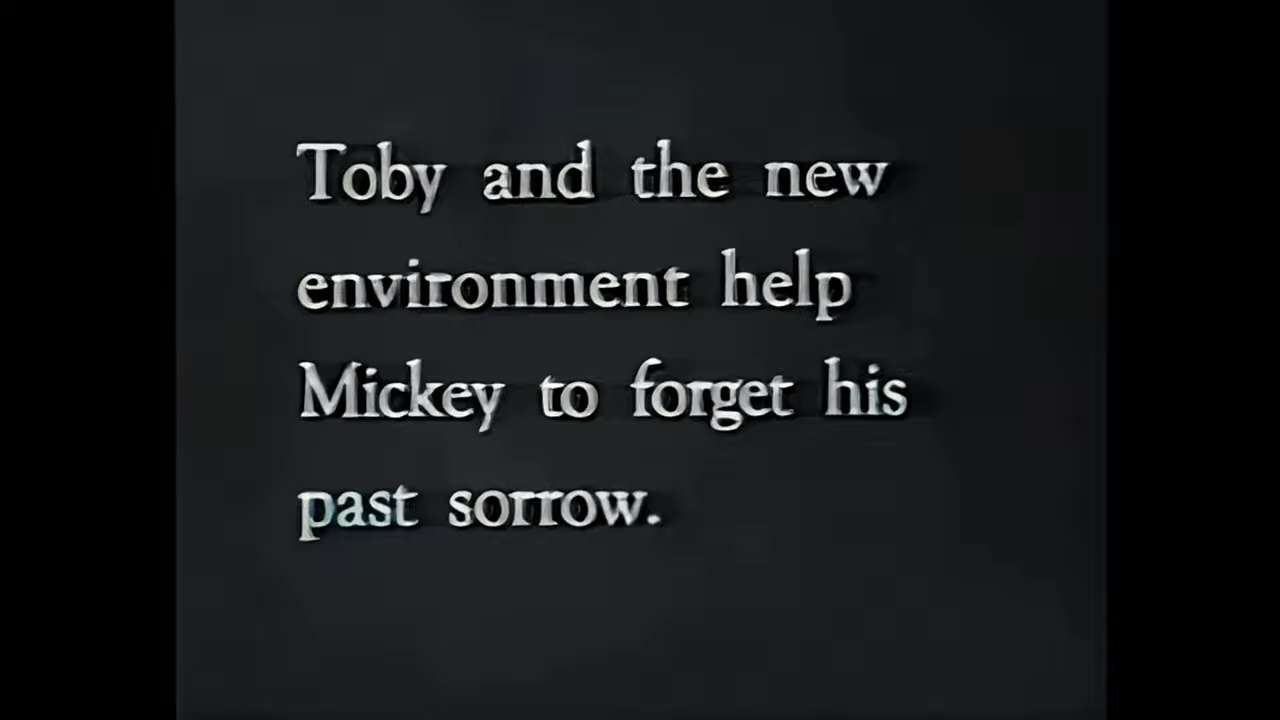 Toby and the new
environment help
Mickey to forget his
past sorrow.